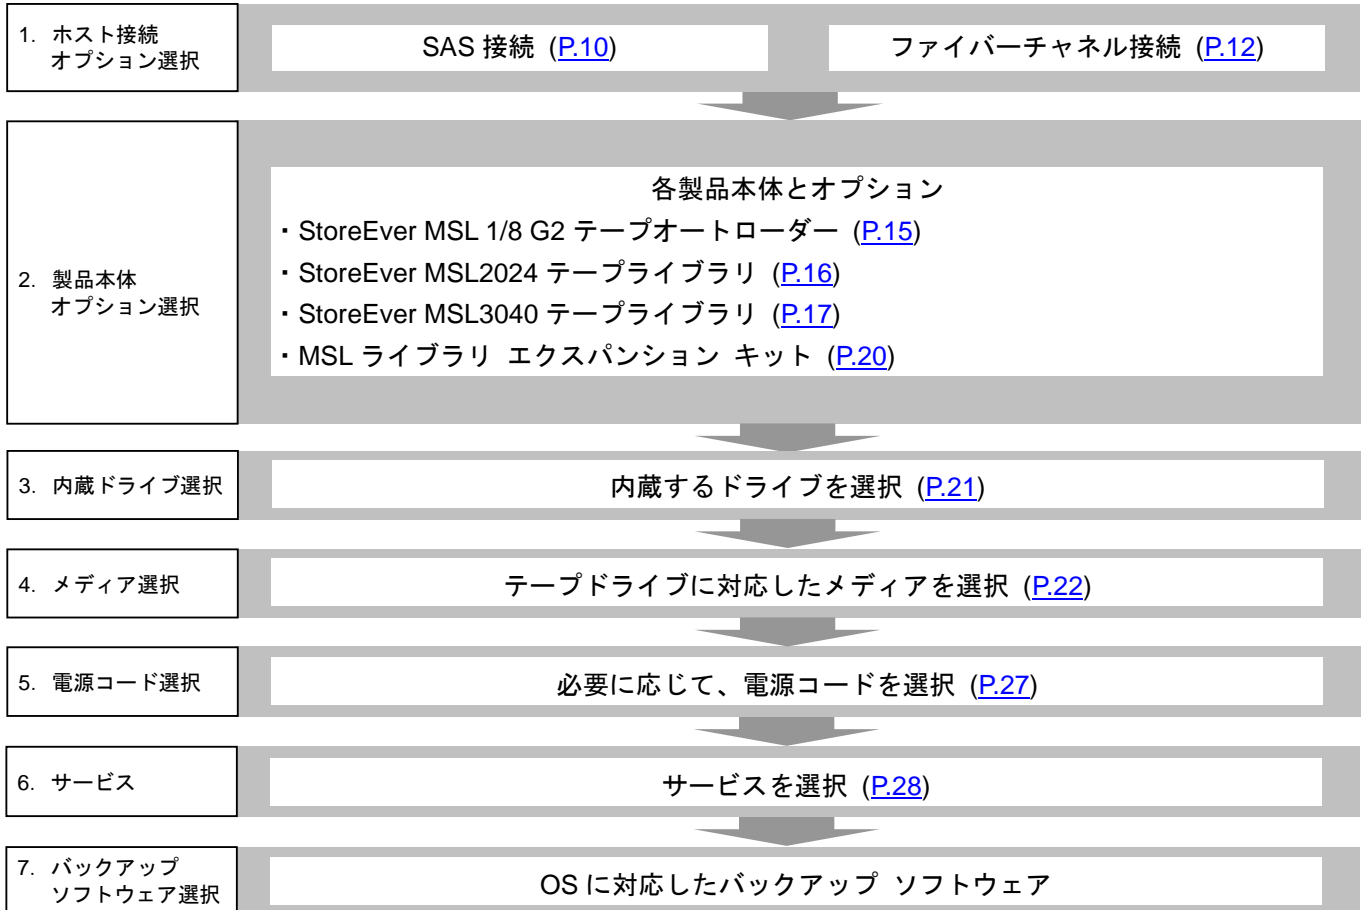 1. ホスト接続
オプション選択
SAS 接続 (P.10)
ファイバーチャネル接続 (P.12)
2. 製品本体
オプション選択
各製品本体とオプション
・StoreEver MSL 1/8 G2 テープオートローダー (P.15)
・StoreEver MSL2024 テープライブラリ (P.16)
・StoreEver MSL3040 テープライブラリ (P.17)
・MSL ライブラリ エクスパンション キット (P.20)
3. 内蔵ドライブ選択
内蔵するドライブを選択 (P.21)
4. メディア選択
テープドライブに対応したメディアを選択 (P.22)
5. 電源コード選択
必要に応じて、電源コードを選択 (P.27)
6. サービス
サービスを選択 (P.28)
7. バックアップ
ソフトウェア選択
OS に対応したバックアップ ソフトウェア